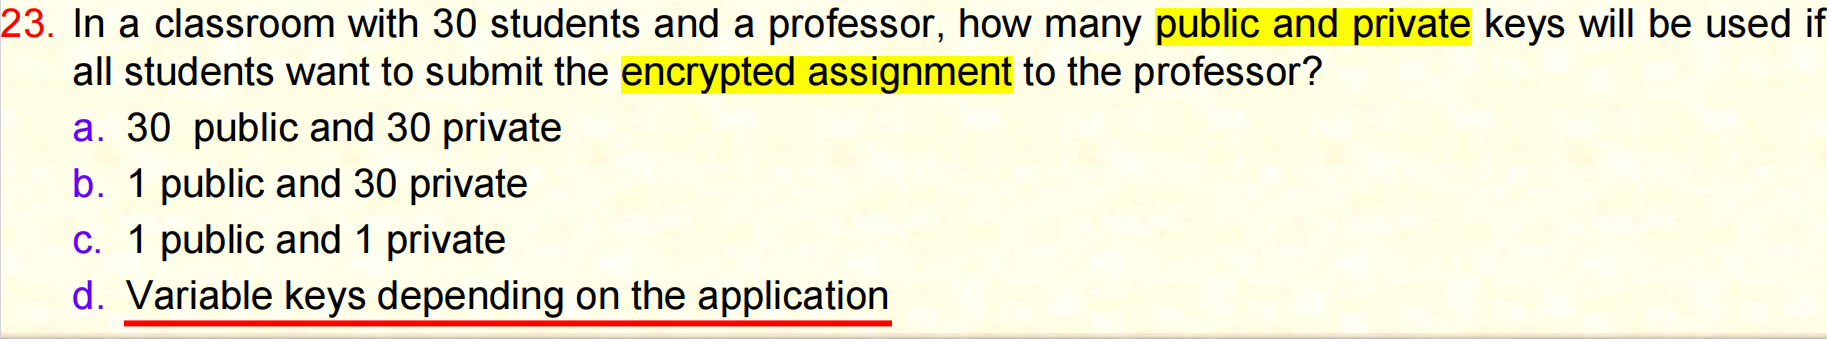 23. In a classroom with 30 students and a professor, how many public and private keys will be used if
all students want to submit the encrypted assignment to the professor?
a. 30 public and 30 private
b. 1 public and 30 private
c. 1 public and 1 private
d. Variable keys depending on the application